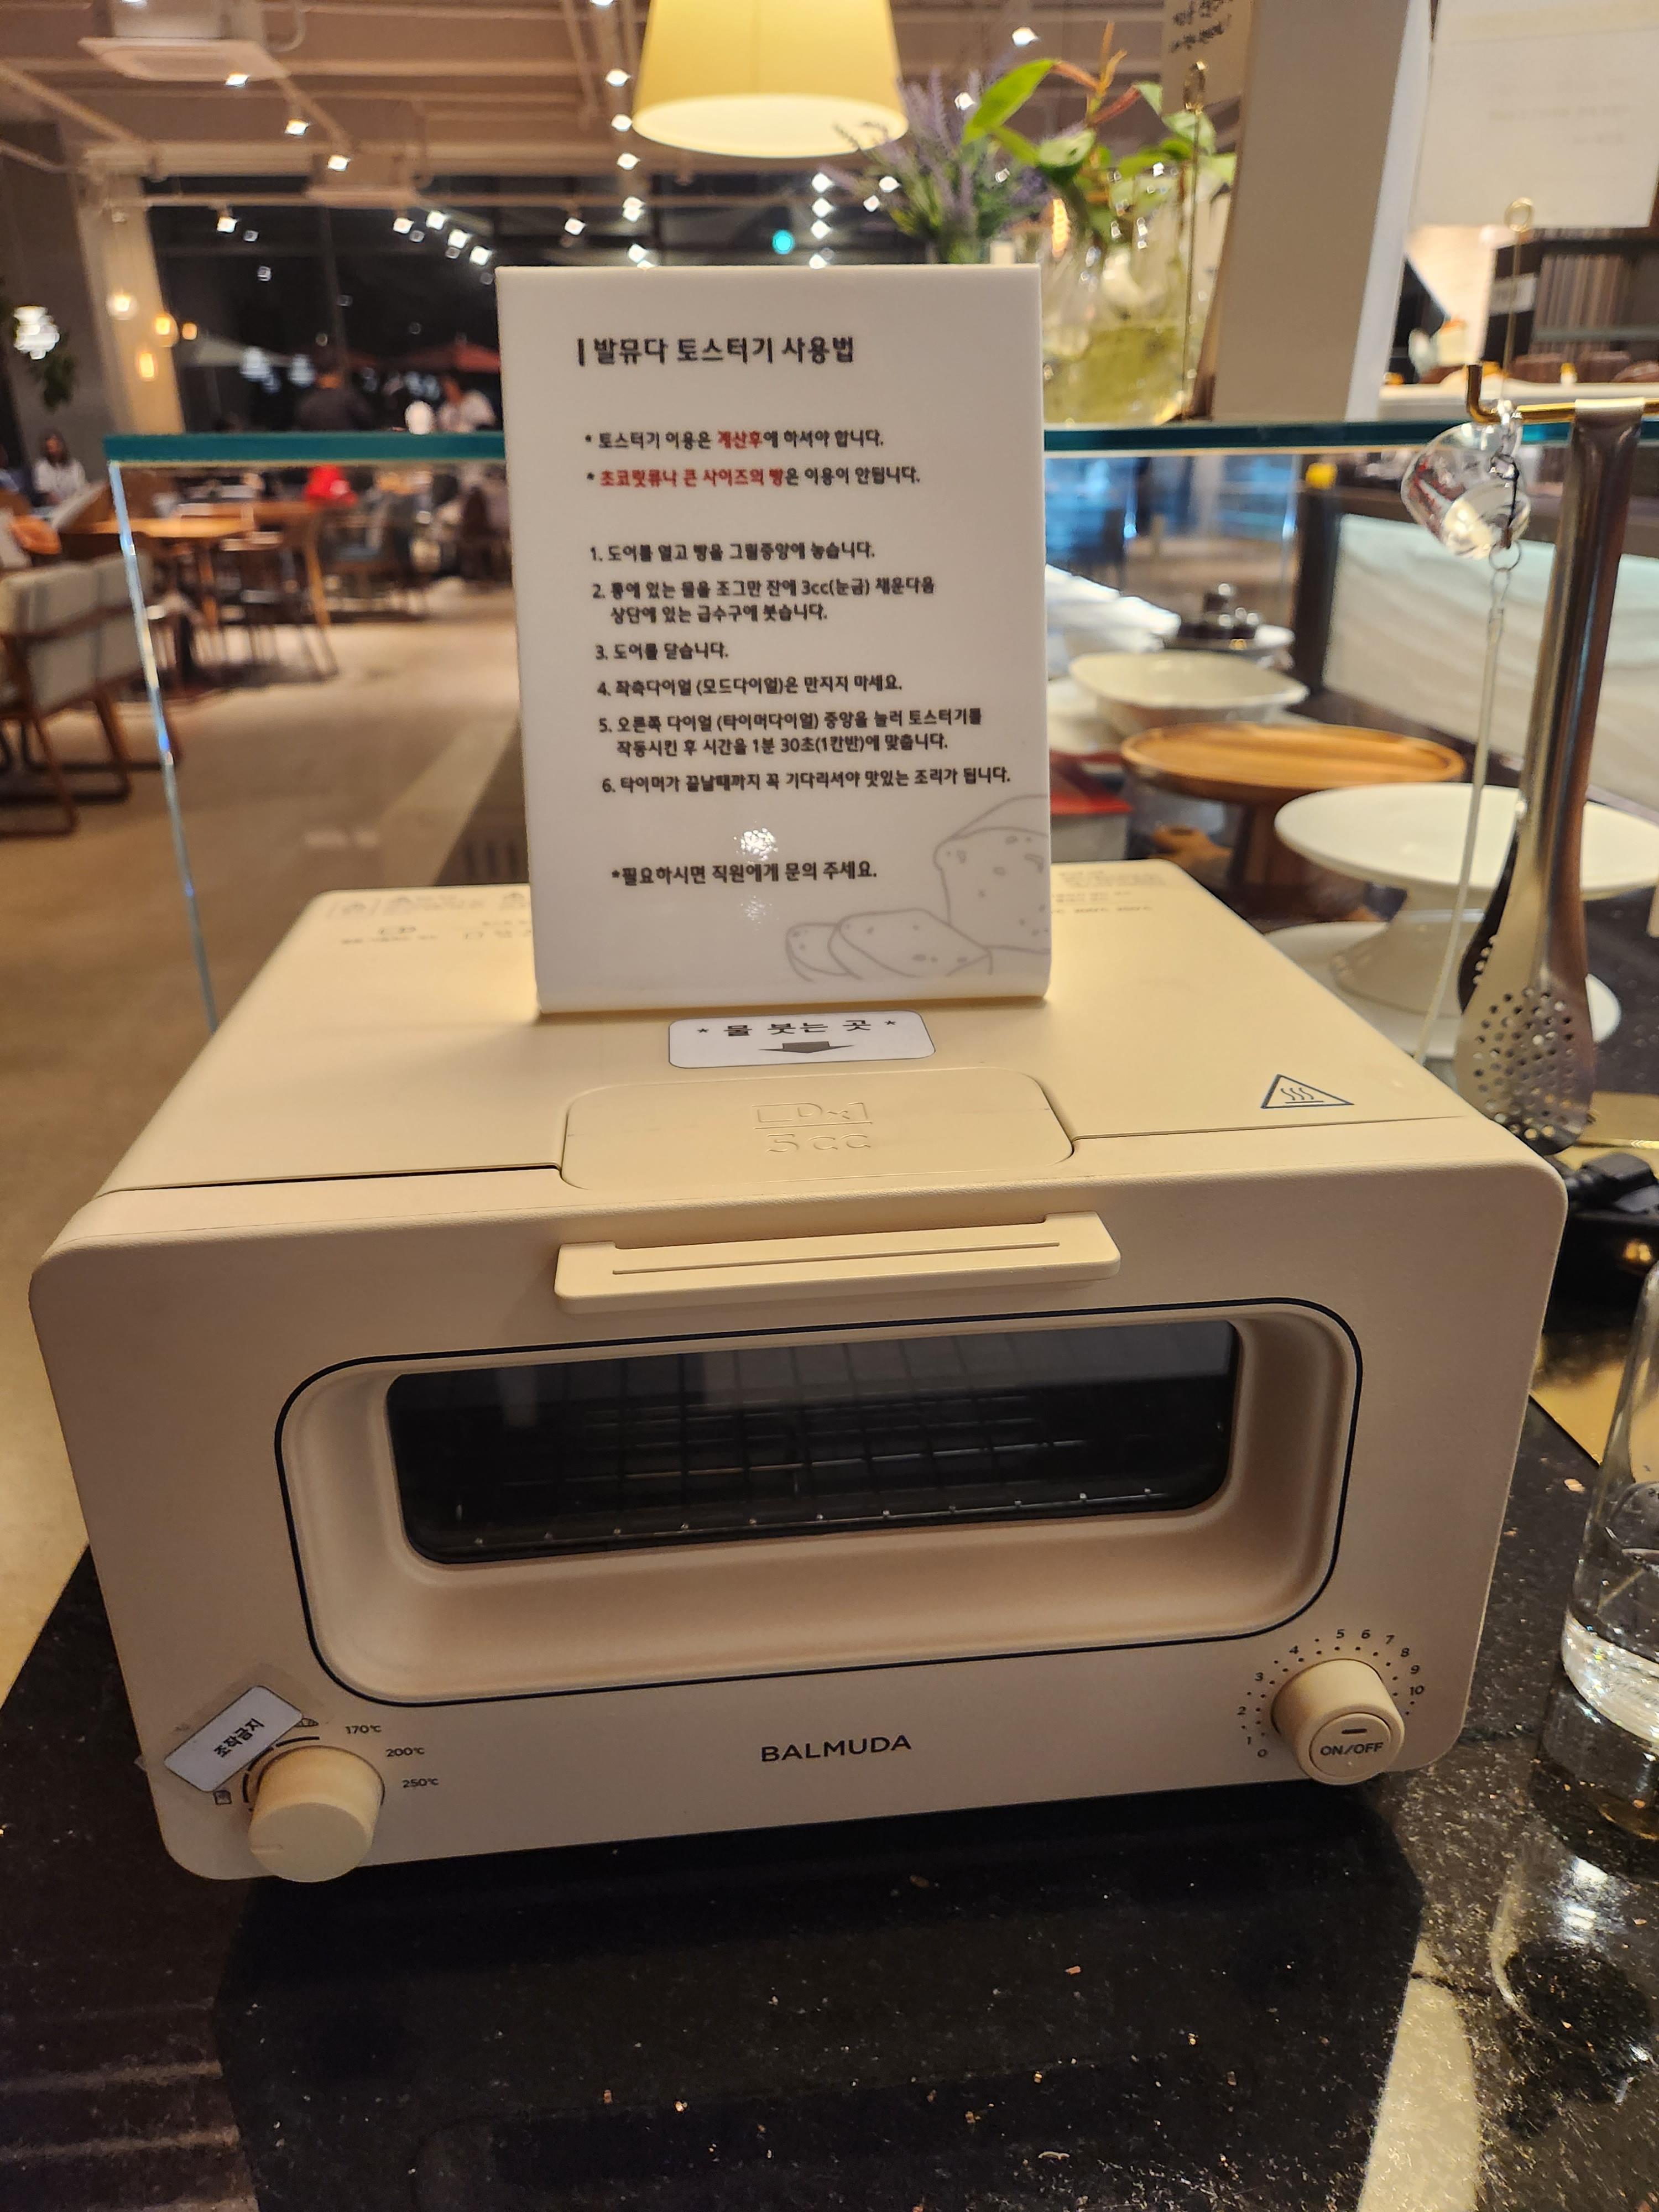 | 발뮤다 토스터기 사용법
* 토스터기 이용은 계산후에 하셔야 합니다.
* 초코릿류나 큰 사이즈의 빵은 이용이 안됩니다.
1. 도어를 열고 빵을 그릴중앙에 놓습니다.
2. 통에 있는 물을 조그만 잔에 3cc(눈금) 채운다음
상단에 있는 급수구에 붓습니다.
3. 도어를 닫습니다.
4. 좌측다이얼 (모드다이얼)은 만지지 마세요.
5. 오른쪽 다이얼 (타이머다이얼) 중앙을 눌러 토스터기를
작동시킨 후 시간을 1분 30초(1칸반)에 맞춥니다.
6. 타이머가 끝날때까지 꼭 기다리셔야 맛있는 조리가 됩니다.
*필요하시면 직원에게 문의 주세요.
* 물 붓는 곳 *
x1
5cc
조작금지
170℃
200℃
250℃
BALMUDA
0 1 2 3 4 5 6 7 8 9 10
ON/OFF